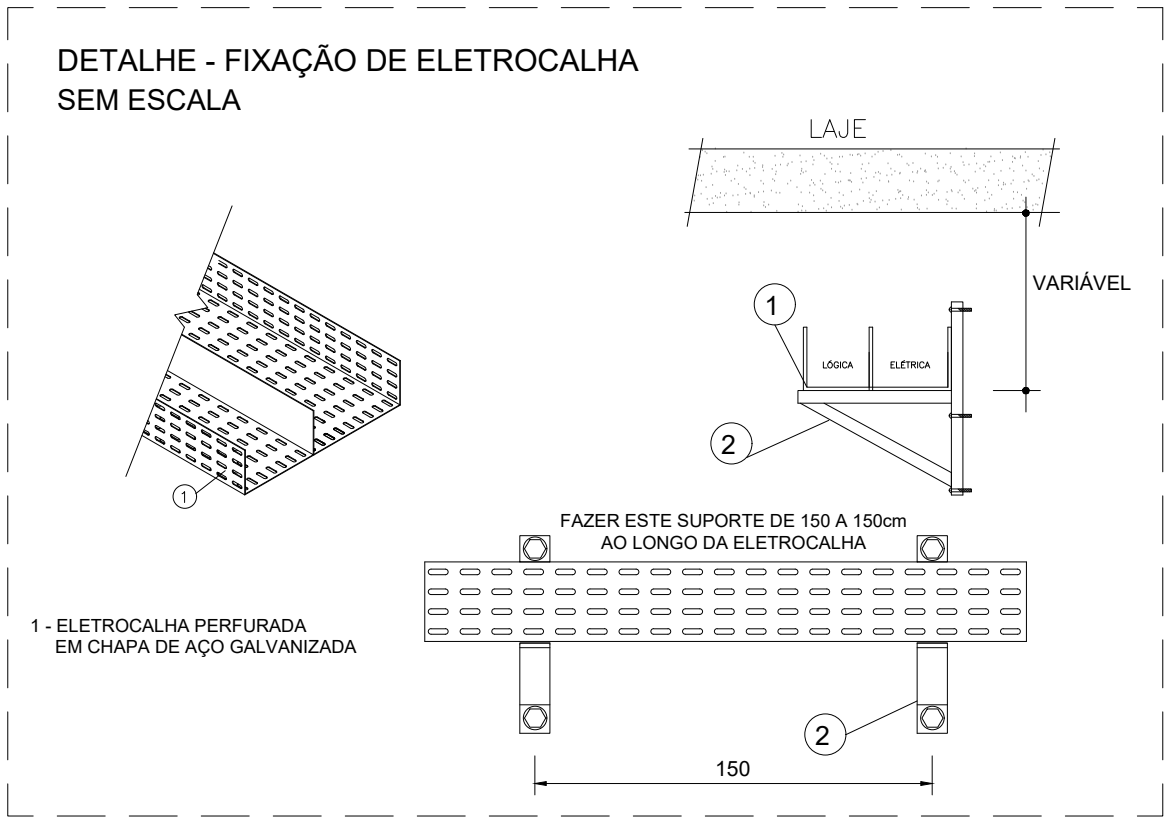 DETALHE - FIXAÇÃO DE ELETROCALHA
SEM ESCALA
LAJE
VARIÁVEL
1
LÓGICA
ELÉTRICA
2
1
FAZER ESTE SUPORTE DE 150 A 150cm
AO LONGO DA ELETROCALHA
1 - ELETROCALHA PERFURADA
EM CHAPA DE AÇO GALVANIZADA
2
150